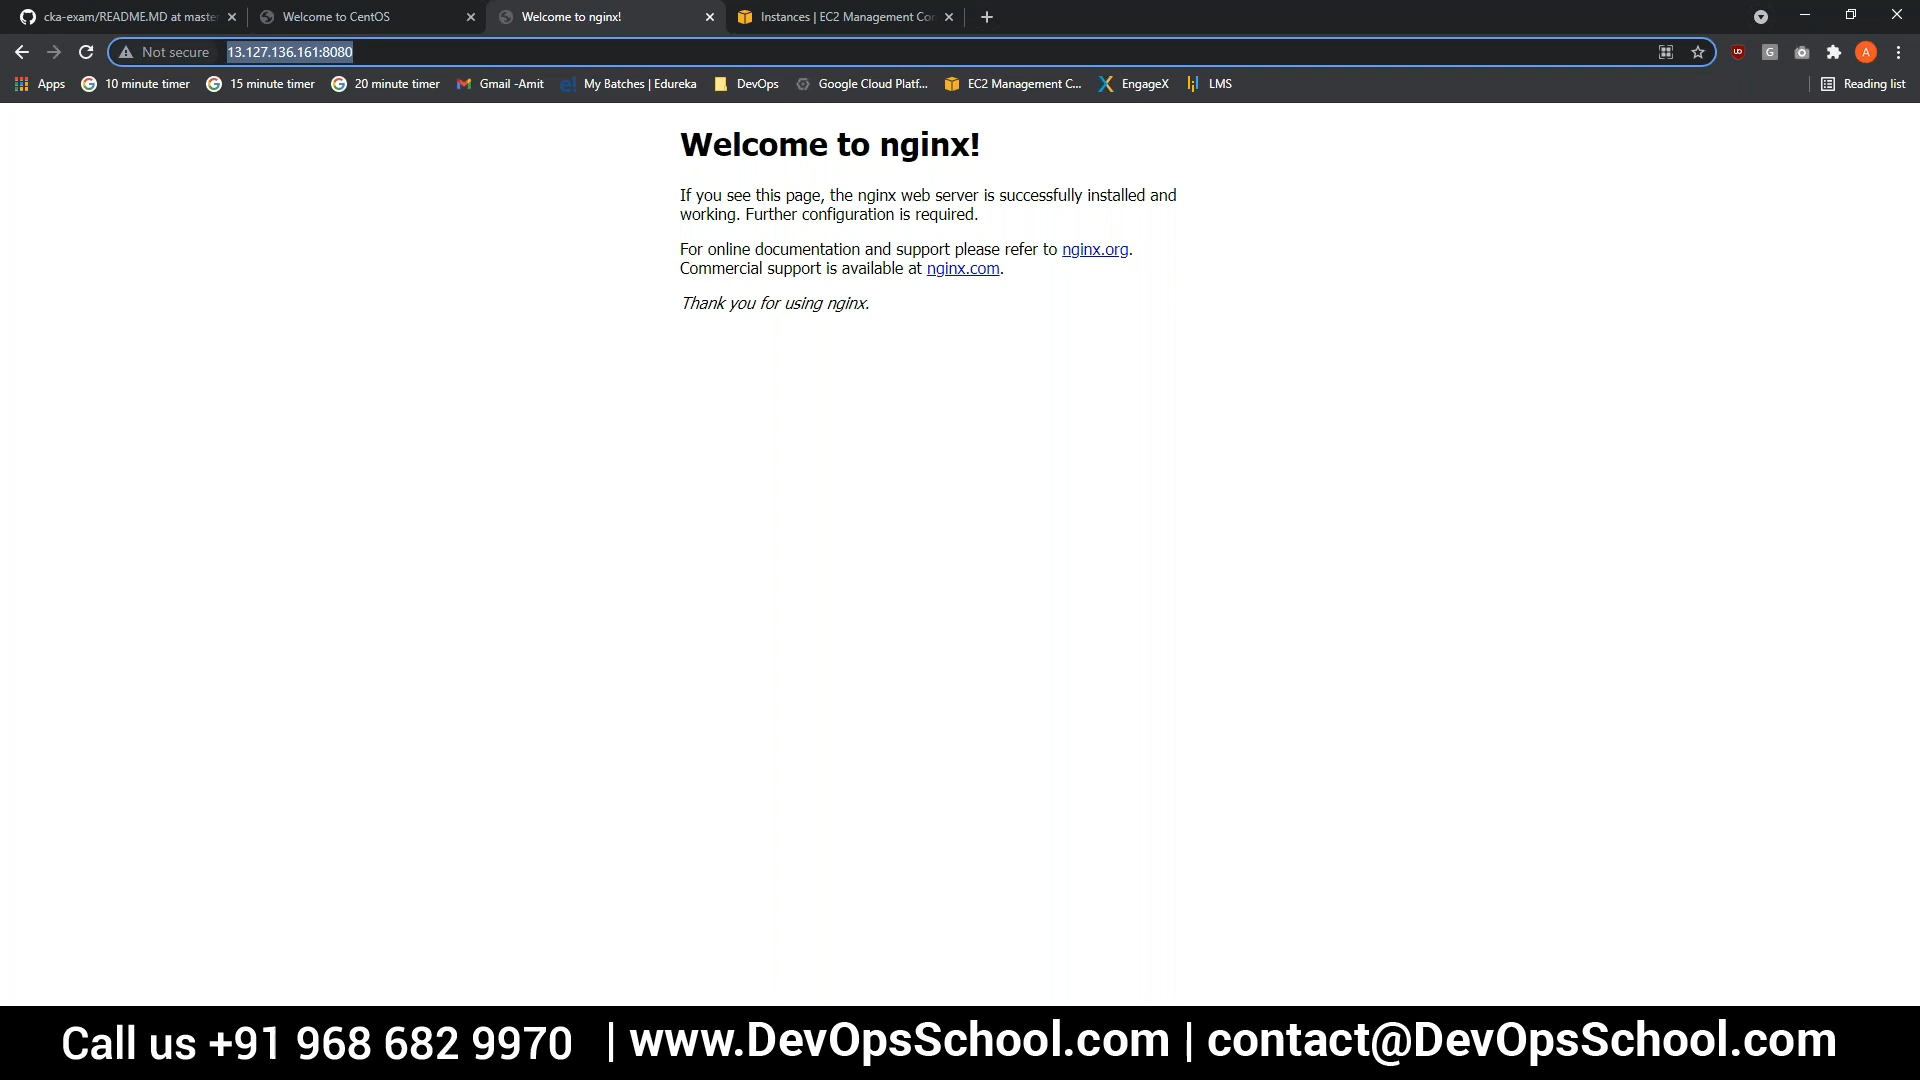 cka-exam/README.MD at master
Welcome to CentOS
Welcome to nginx!
Instances | EC2 Management Con
Not secure
13.127.136.161:8080
Apps
10 minute timer
15 minute timer
20 minute timer
Gmail -Amit
My Batches | Edureka
DevOps
Google Cloud Platf...
EC2 Management C...
EngageX
LMS
Reading list
Welcome to nginx!
If you see this page, the nginx web server is successfully installed and
working. Further configuration is required.
For online documentation and support please refer to nginx.org.
Commercial support is available at nginx.com.
Thank you for using nginx.
Call us +91 968 682 9970 | www.DevOpsSchool.com | contact@DevOpsSchool.com